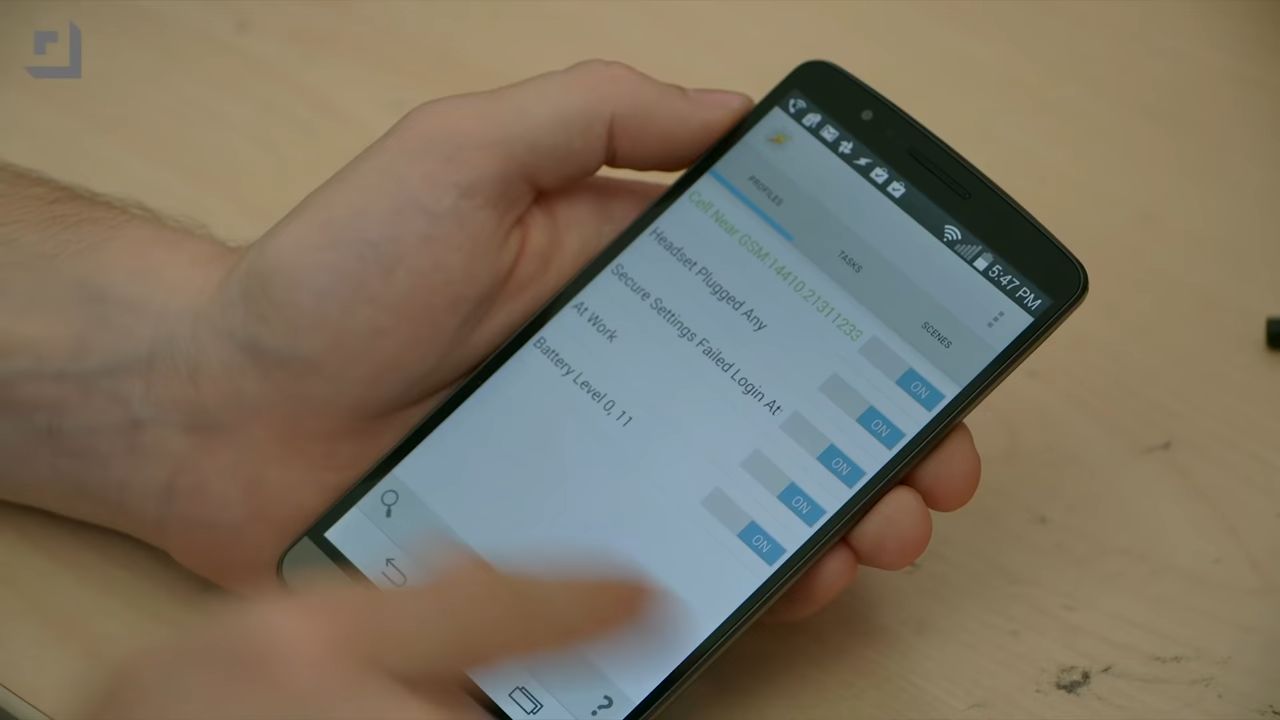 5:47 PM
PROFILES
TASKS
SCENES
Cell Near GSM:14410.21311233
ON
Headset Plugged Any
ON
Secure Settings Failed Login At
ON
At Work
ON
Battery Level 0, 11
ON
?